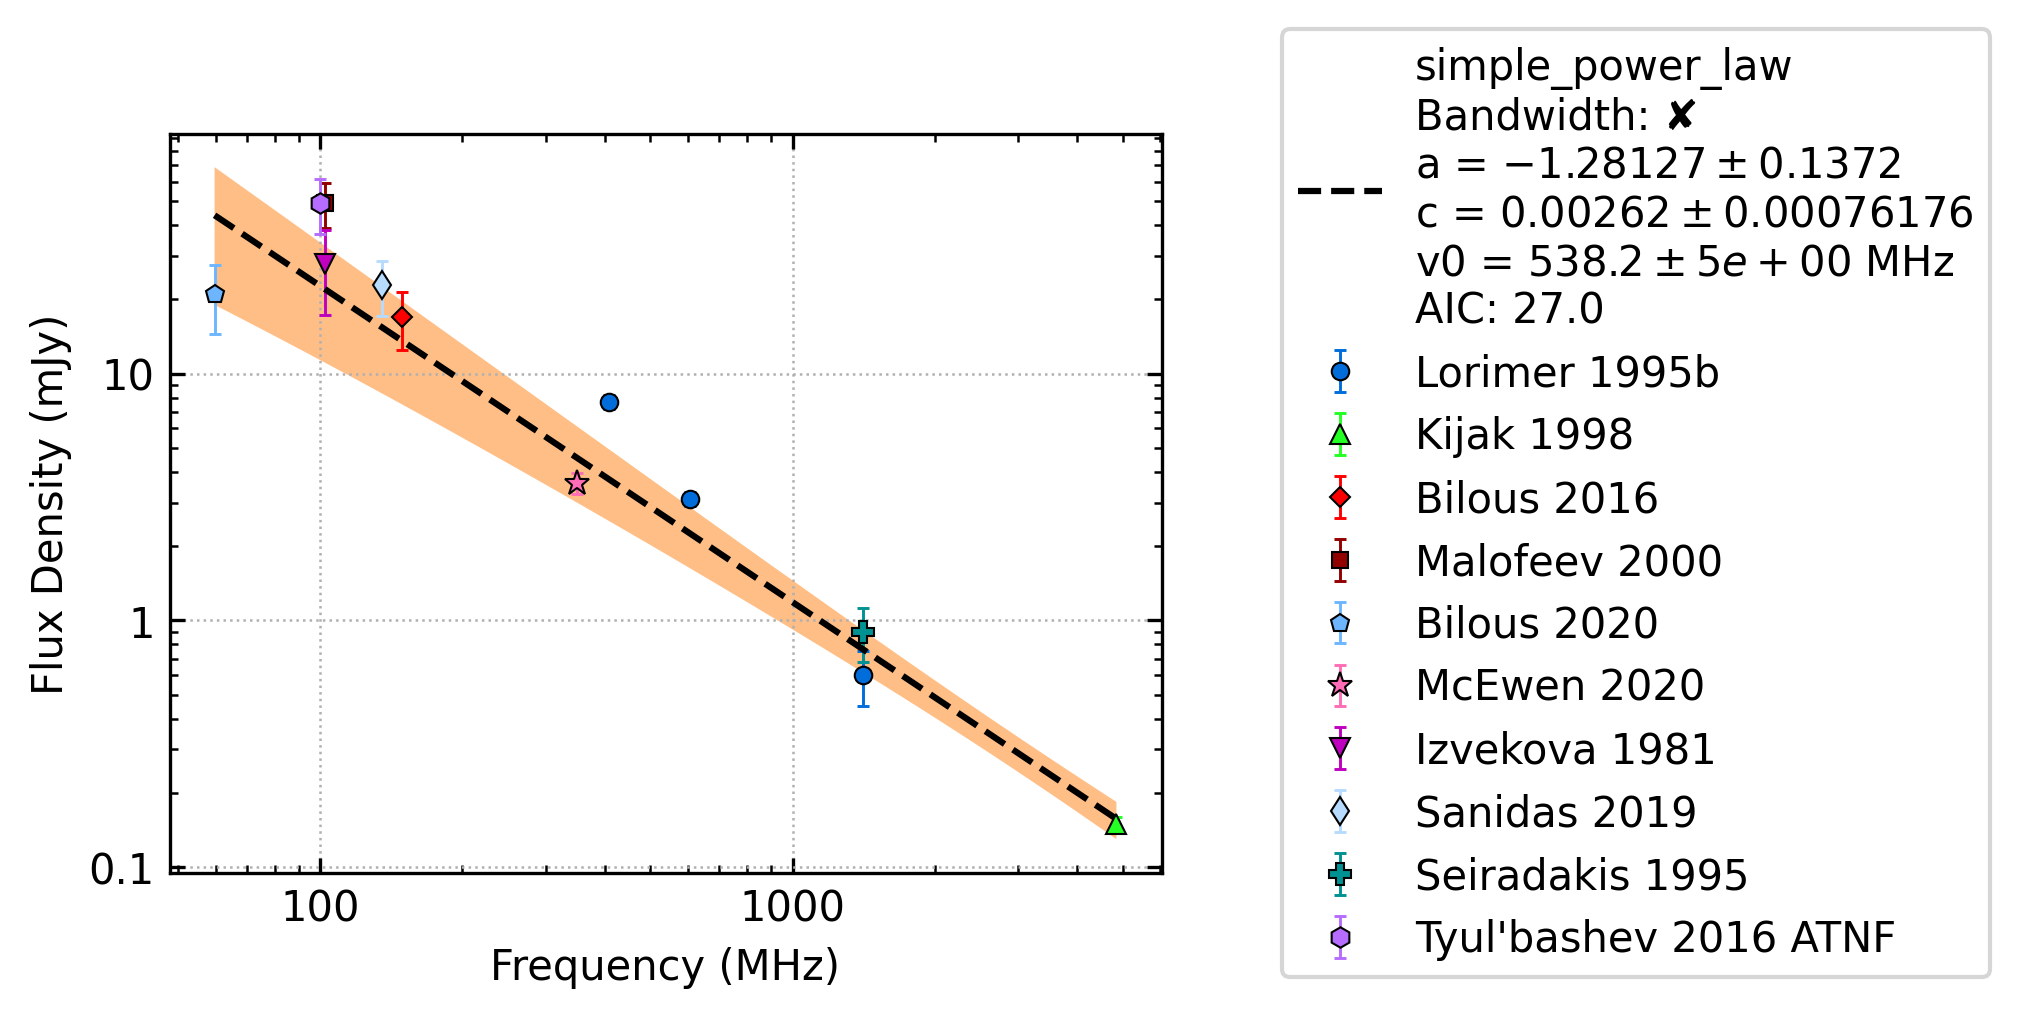 Flux Density (mJy)
10
1
0.1
100
1000
Frequency (MHz)
simple_power_law
Bandwidth: ✘
a = −1.28127 ± 0.1372
c = 0.00262 ± 0.00076176
v0 = 538.2 ± 5e + 00 MHz
AIC: 27.0
Lorimer 1995b
Kijak 1998
Bilous 2016
Malofeev 2000
Bilous 2020
McEwen 2020
Izvekova 1981
Sanidas 2019
Seiradakis 1995
Tyul'bashev 2016 ATNF